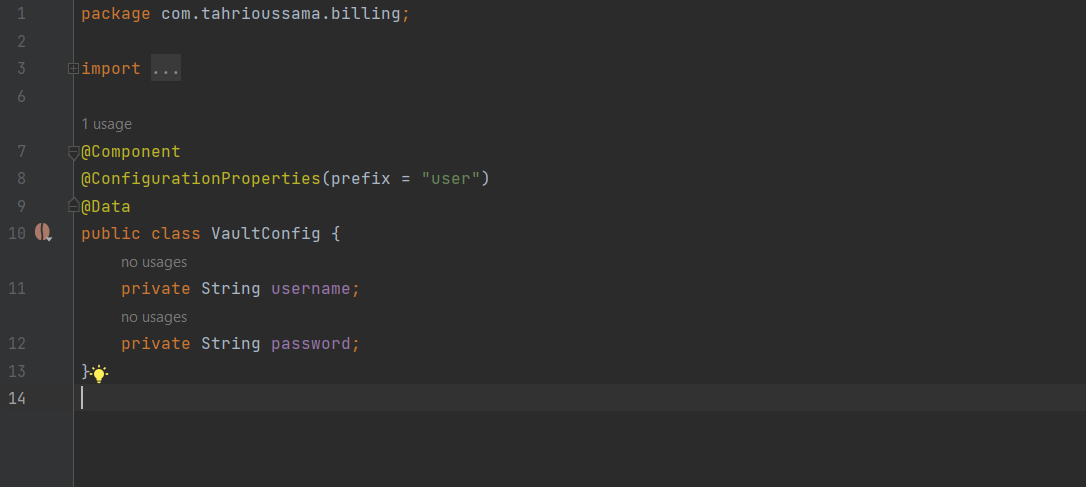 1 package com.tahrioussama.billing;
2
3 import ...
6
1 usage
7 @Component
8 @ConfigurationProperties(prefix = "user")
9 @Data
10 public class VaultConfig {
no usages
11 private String username;
no usages
12 private String password;
13 }
14